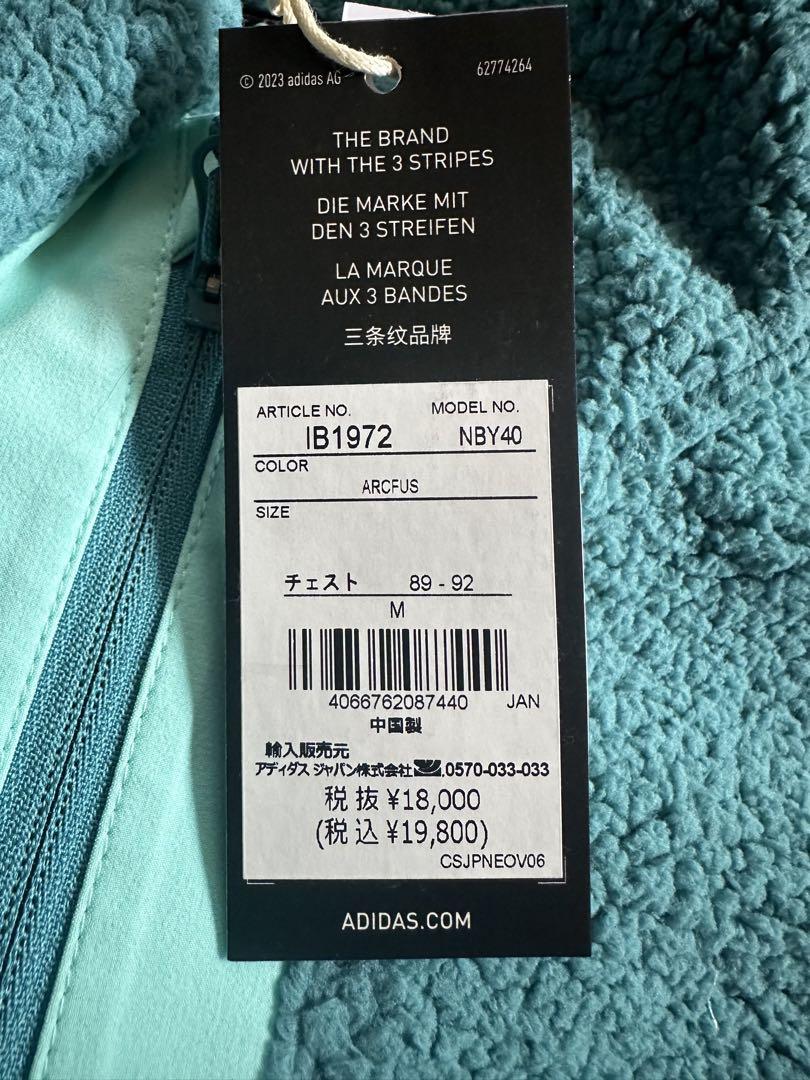 © 2023 adidas AG
62774264
THE BRAND
WITH THE 3 STRIPES
DIE MARKE MIT
DEN 3 STREIFEN
LA MARQUE
AUX 3 BANDES
三条纹品牌
ARTICLE NO. MODEL NO.
IB1972 NBY40
COLOR
ARCFUS
SIZE
チェスト 89 - 92
M
4066762087440 JAN
中国製
輸入販売元
アディダス ジャパン株式会社 .0570-033-033
税抜 ¥18,000
(税込 ¥19,800)
CSJPNEOV06
ADIDAS.COM